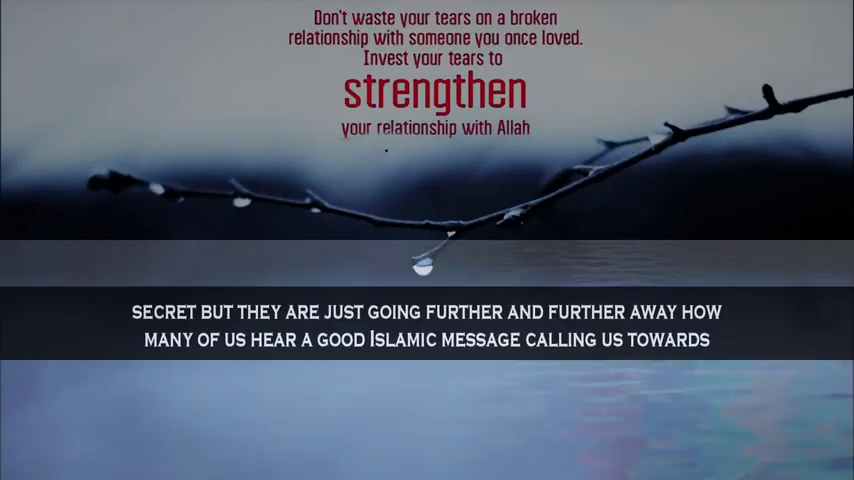 Don't waste your tears on a broken
relationship with someone you once loved.
Invest your tears to
strengthen
your relationship with Allah
SECRET BUT THEY ARE JUST GOING FURTHER AND FURTHER AWAY HOW
MANY OF US HEAR A GOOD ISLAMIC MESSAGE CALLING US TOWARDS